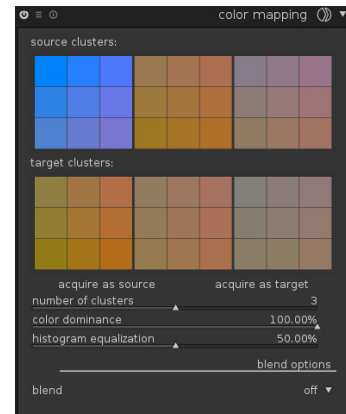 color mapping
source clusters:
target clusters:
acquire as source acquire as target
number of clusters 3
color dominance 100.00%
histogram equalization 50.00%
blend options
blend off